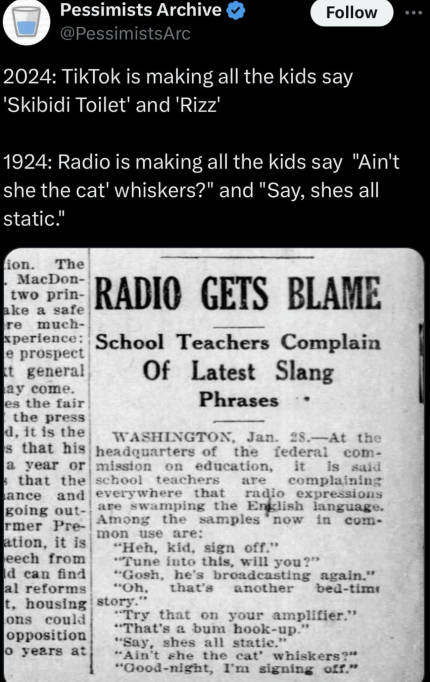 Pessimists Archive
Follow
@PessimistsArc
2024: TikTok is making all the kids say
'Skibidi Toilet' and 'Rizz'
1924: Radio is making all the kids say "Ain't
she the cat' whiskers?" and "Say, shes all
static."
ion. The
. MacDon-
two prin-
ake a safe
re much-
xperience:
e prospect
t general
ay come.
es the fair
the press
d, it is the
s that his
a year or
s that the
ance and
going out-
rmer Pre-
ation, it is
eech from
ld can find
al reforms
t, housing
ons could
opposition
o years at
RADIO GETS BLAME
School Teachers Complain
Of Latest Slang
Phrases
WASHINGTON, Jan. 28.—At the
headquarters of the federal com-
mission on education, it is said
school teachers are complaining
everywhere that radio expressions
are swamping the English language.
Among the samples now in com-
mon use are:
"Heh, kid, sign off."
"Tune into this, will you?"
"Gosh, he's broadcasting again."
"Oh, that's another bed-time
story."
"Try that on your amplifier."
"That's a bum hook-up."
"Say, shes all static."
"Ain't she the cat' whiskers?"
"Good-night, I'm signing off."